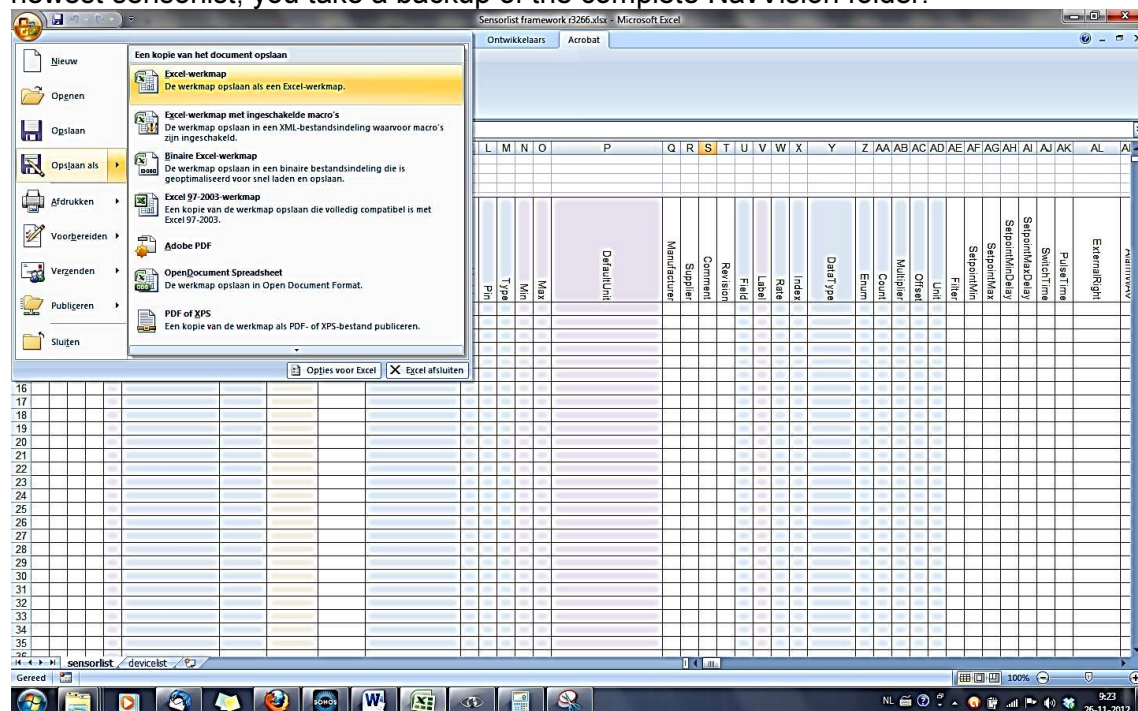 newest sensorlist, you take a backup of the complete NavVision folder.
Sensorlist framework r3266.xlsx - Microsoft Excel
Ontwikkelaars Acrobat
Nieuw
Openen
Opslaan
Opslaan als
Afdrukken
Voorbereiden
Verzenden
Publiceren
Sluiten
Een kopie van het document opslaan
Excel-werkmap
De werkmap opslaan als een Excel-werkmap.
Excel-werkmap met ingeschakelde macro's
De werkmap opslaan in een XML-bestandsindeling waarvoor macro's
zijn ingeschakeld.
Binaire Excel-werkmap
De werkmap opslaan in een binaire bestandsindeling die is
geoptimaliseerd voor snel laden en opslaan.
Excel 97-2003-werkmap
Een kopie van de werkmap opslaan die volledig compatibel is met
Excel 97-2003.
Adobe PDF
OpenDocument Spreadsheet
De werkmap opslaan in Open Document Format.
PDF of XPS
Een kopie van de werkmap als PDF- of XPS-bestand publiceren.
Opties voor Excel Excel afsluiten
L M N O P Q R S T U V W X Y Z AA AB AC AD AE AF AG AH AI AJ AK AL
Pin
Type
Min
Max
DefaultUnit
Manufacturer
Supplier
Comment
Revision
Field
Label
Rate
Index
DataType
Enum
Count
Multiplier
Offset
Unit
Filter
SetpointMin
SetpointMax
SetpointMinDelay
SetpointMaxDelay
SwitchTime
PulseTime
ExternalRight
16
17
18
19
20
21
22
23
24
25
26
27
28
29
30
31
32
33
34
35
sensorlist devicelist
Gereed 100%
SONOS NL 9:23
26-11-2012